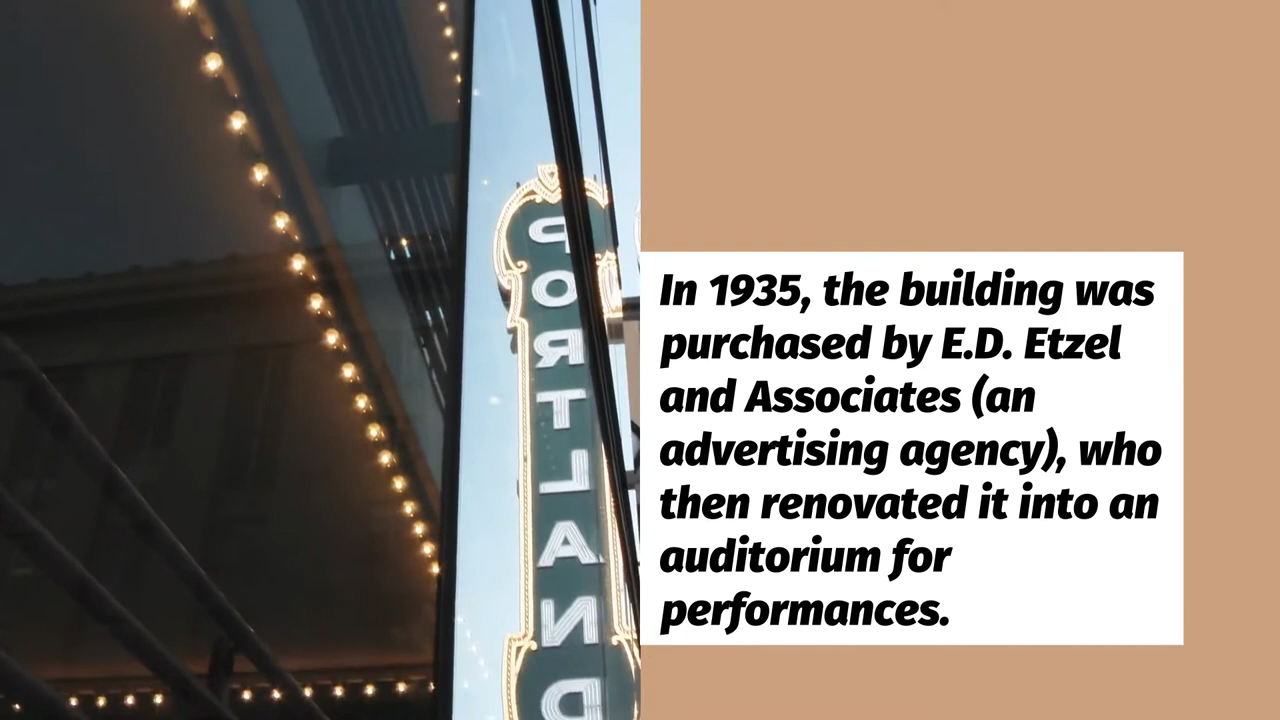 PORTLAND
In 1935, the building was
purchased by E.D. Etzel
and Associates (an
advertising agency), who
then renovated it into an
auditorium for
performances.